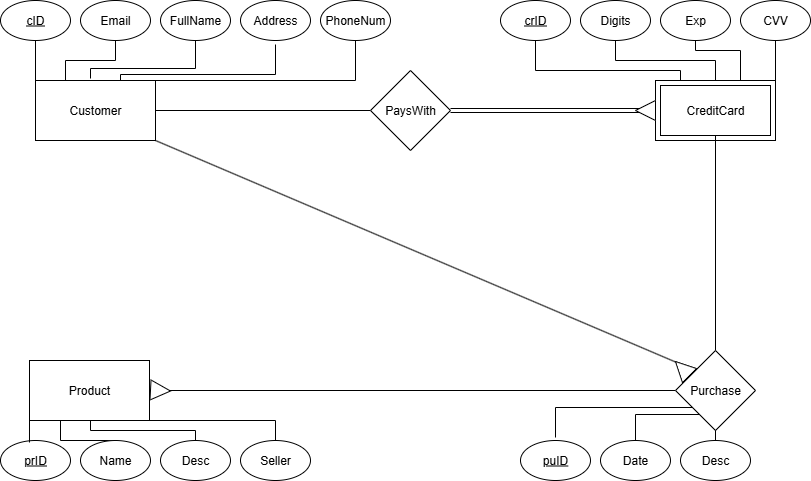 cID
Email
FullName
Address
PhoneNum
crID
Digits
Exp
CVV
Customer
PaysWith
CreditCard
Product
Purchase
prID
Name
Desc
Seller
puID
Date
Desc